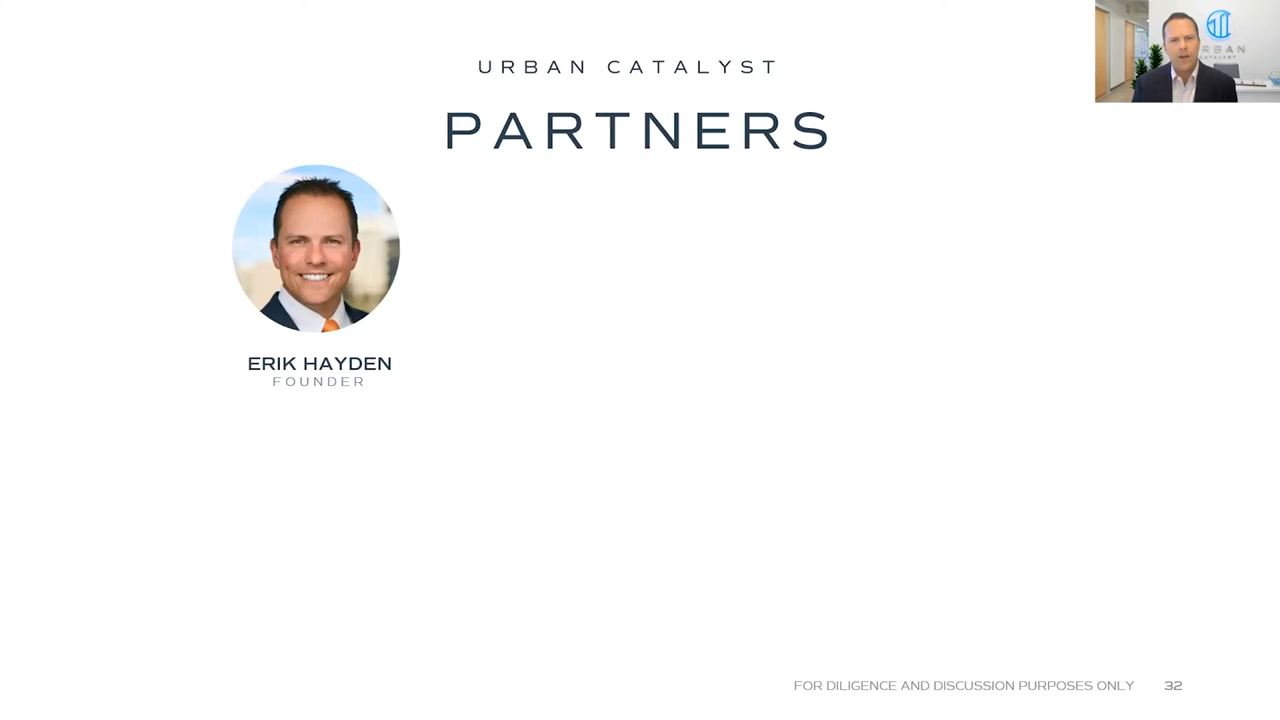 URBAN CATALYST
PARTNERS
ERIK HAYDEN
FOUNDER
FOR DILIGENCE AND DISCUSSION PURPOSES ONLY 32